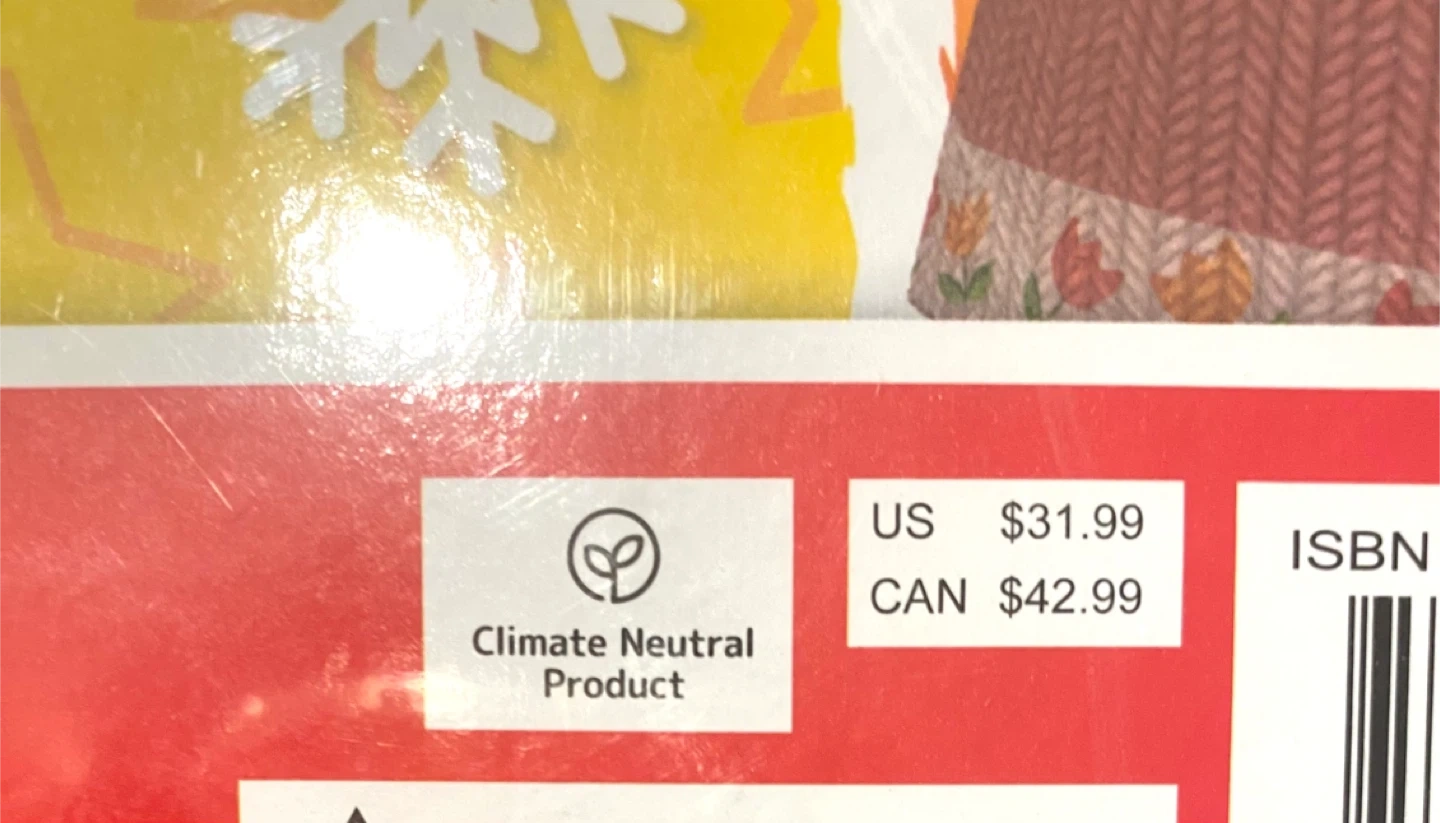 Climate Neutral
Product
US $31.99
CAN $42.99
ISBN